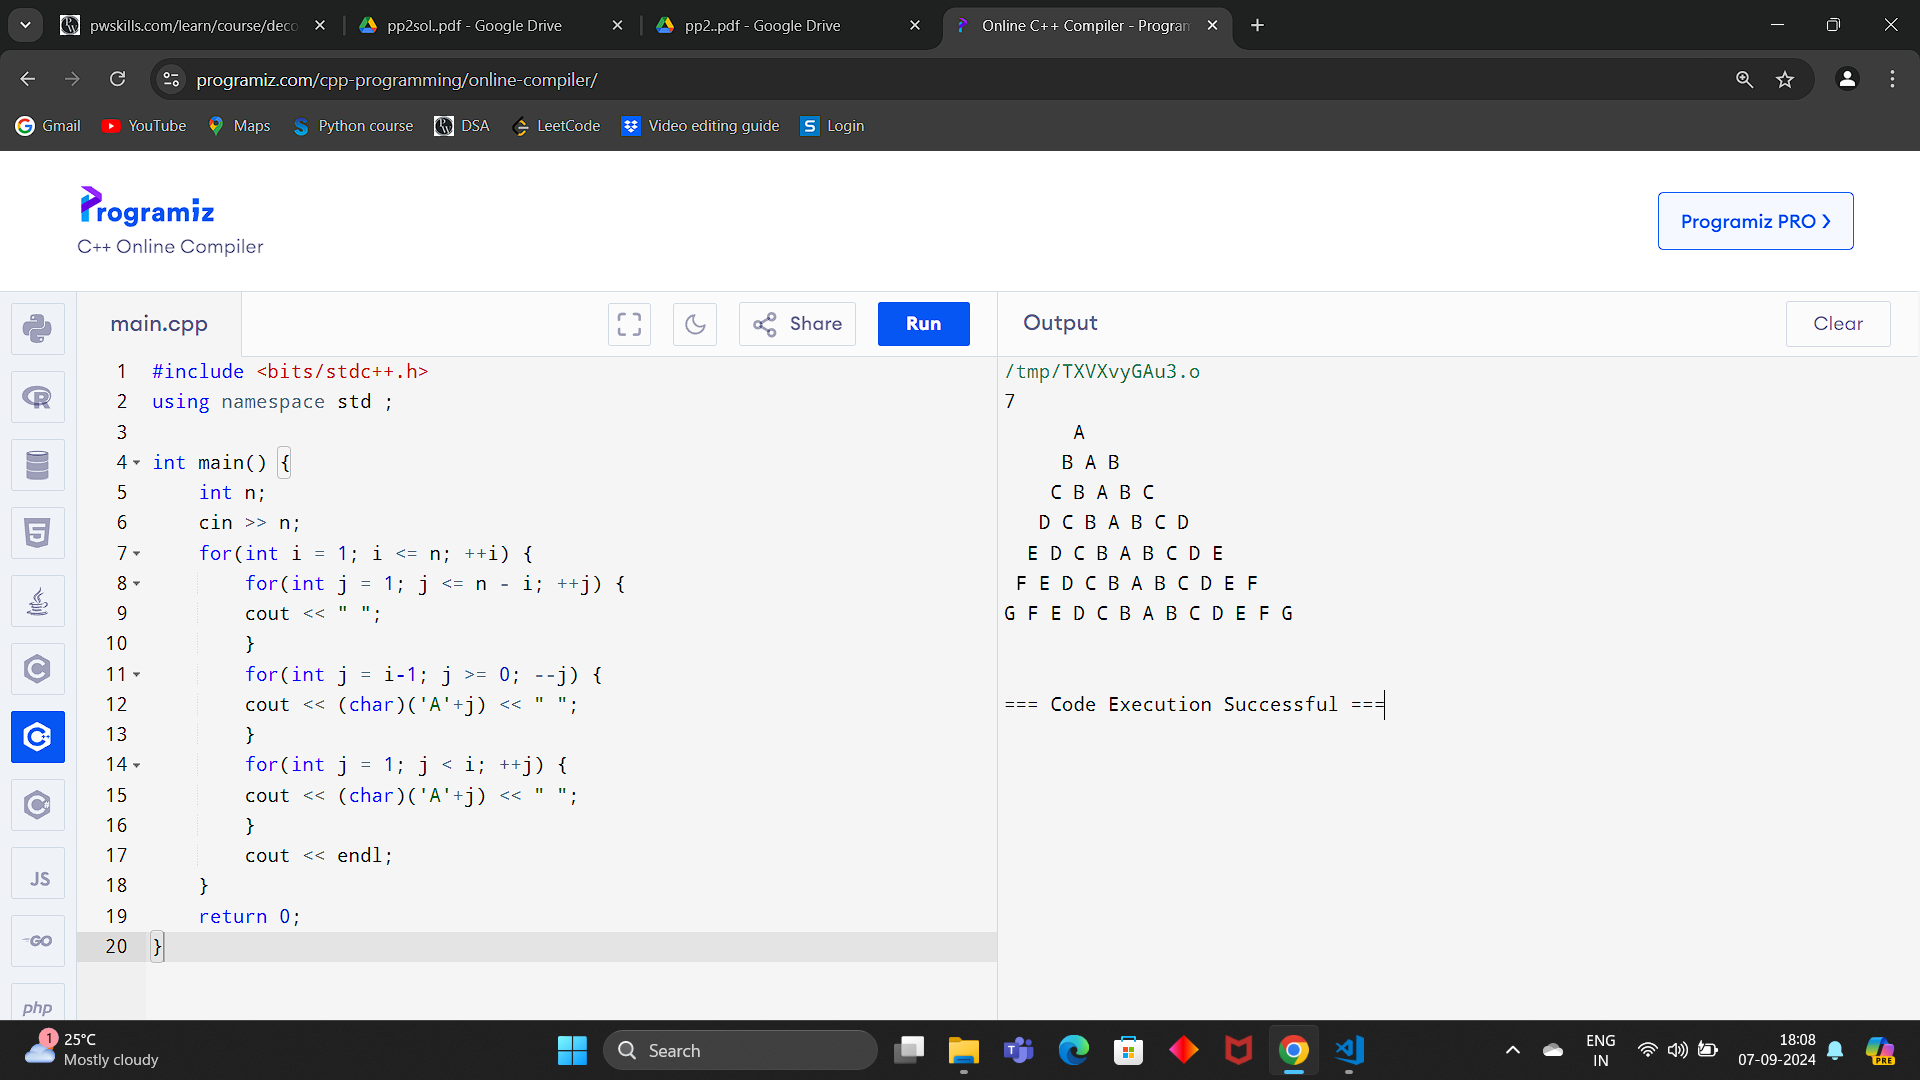 pwskills.com/learn/course/deco
pp2sol..pdf - Google Drive
pp2..pdf - Google Drive
Online C++ Compiler - Program
programiz.com/cpp-programming/online-compiler/
Gmail
YouTube
Maps
Python course
DSA
LeetCode
Video editing guide
Login
Programiz
C++ Online Compiler
Programiz PRO >
main.cpp
Share
Run
Output
Clear
1 #include <bits/stdc++.h>
2 using namespace std ;
3
4 int main() {
5 int n;
6 cin >> n;
7 for(int i = 1; i <= n; ++i) {
8 for(int j = 1; j <= n - i; ++j) {
9 cout << " ";
10 }
11 for(int j = i-1; j >= 0; --j) {
12 cout << (char)('A'+j) << " ";
13 }
14 for(int j = 1; j < i; ++j) {
15 cout << (char)('A'+j) << " ";
16 }
17 cout << endl;
18 }
19 return 0;
20 }
/tmp/TXVXvyGAu3.o
7
A
B A B
C B A B C
D C B A B C D
E D C B A B C D E
F E D C B A B C D E F
G F E D C B A B C D E F G
=== Code Execution Successful ===
JS
GO
php
1
25°C
Mostly cloudy
Search
ENG
IN
18:08
07-09-2024
PRE